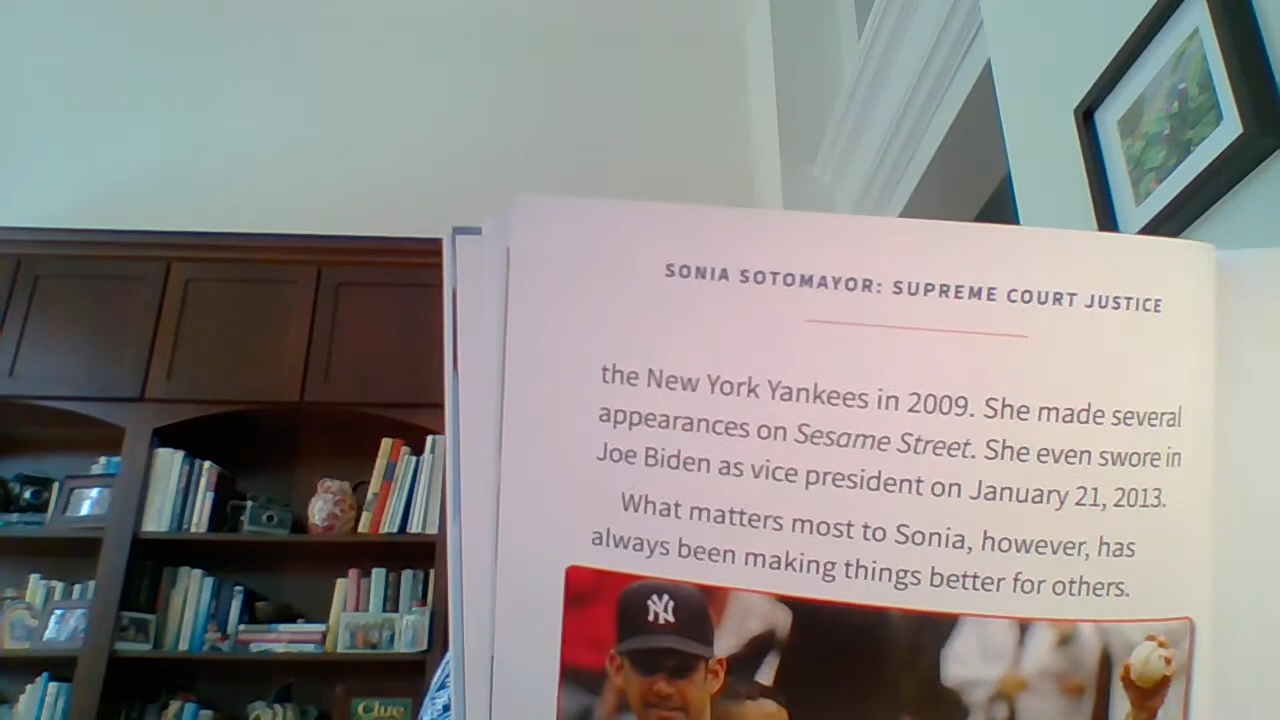 SONIA SOTOMAYOR: SUPREME COURT JUSTICE
the New York Yankees in 2009. She made several
appearances on Sesame Street. She even swore in
Joe Biden as vice president on January 21, 2013.
What matters most to Sonia, however, has
always been making things better for others.
NY
Clue